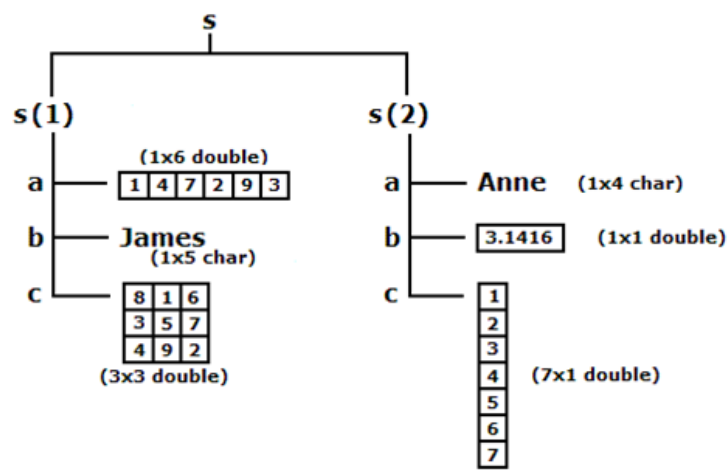 s
s(1)
s(2)
(1x6 double)
a
1 4 7 2 9 3
a
Anne (1x4 char)
b
James
(1x5 char)
b
3.1416 (1x1 double)
c
8 1 6
3 5 7
4 9 2
(3x3 double)
c
1
2
3
4
5
6
7
(7x1 double)